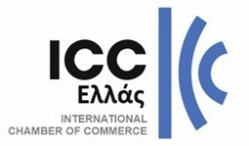 ICC
Ελλάς
INTERNATIONAL
CHAMBER OF COMMERCE